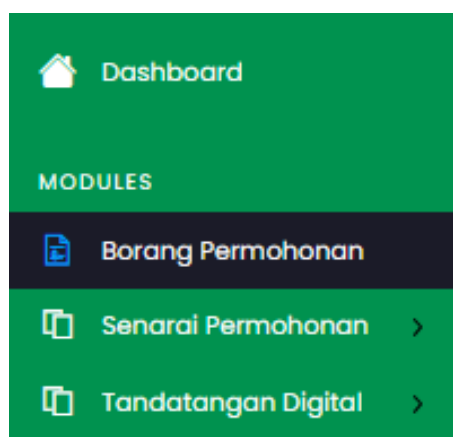 Dashboard
MODULES
Borang Permohonan
Senarai Permohonan
Tandatangan Digital